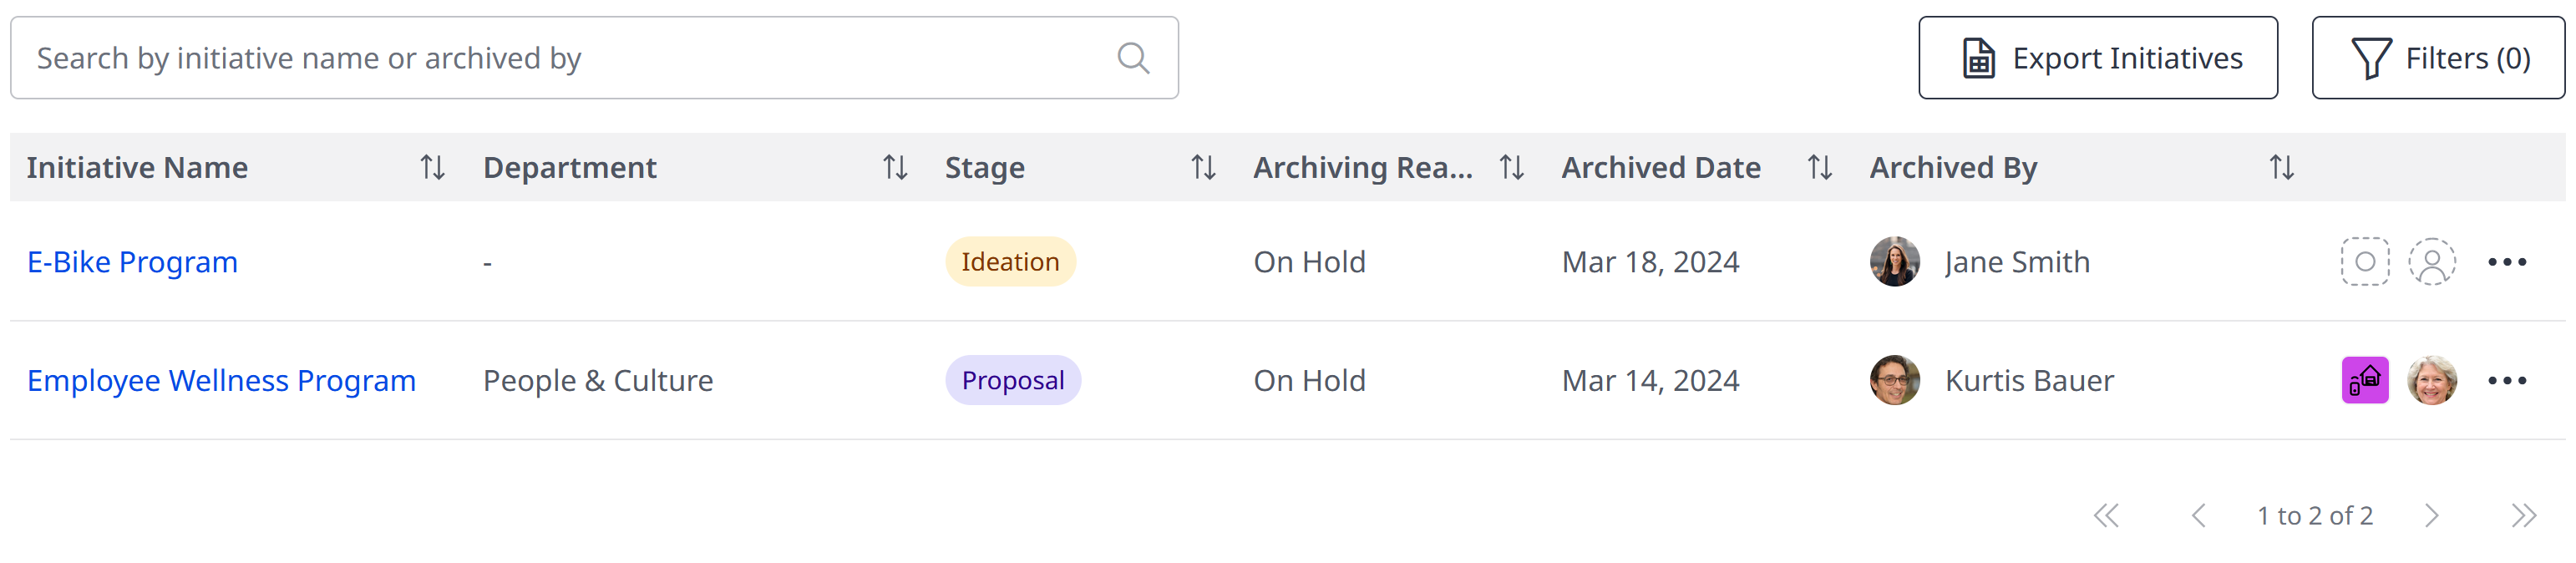 Search by initiative name or archived by
Export Initiatives
Filters (0)
Initiative Name Department Stage Archiving Rea... Archived Date Archived By
E-Bike Program - Ideation On Hold Mar 18, 2024 Jane Smith
Employee Wellness Program People & Culture Proposal On Hold Mar 14, 2024 Kurtis Bauer
1 to 2 of 2